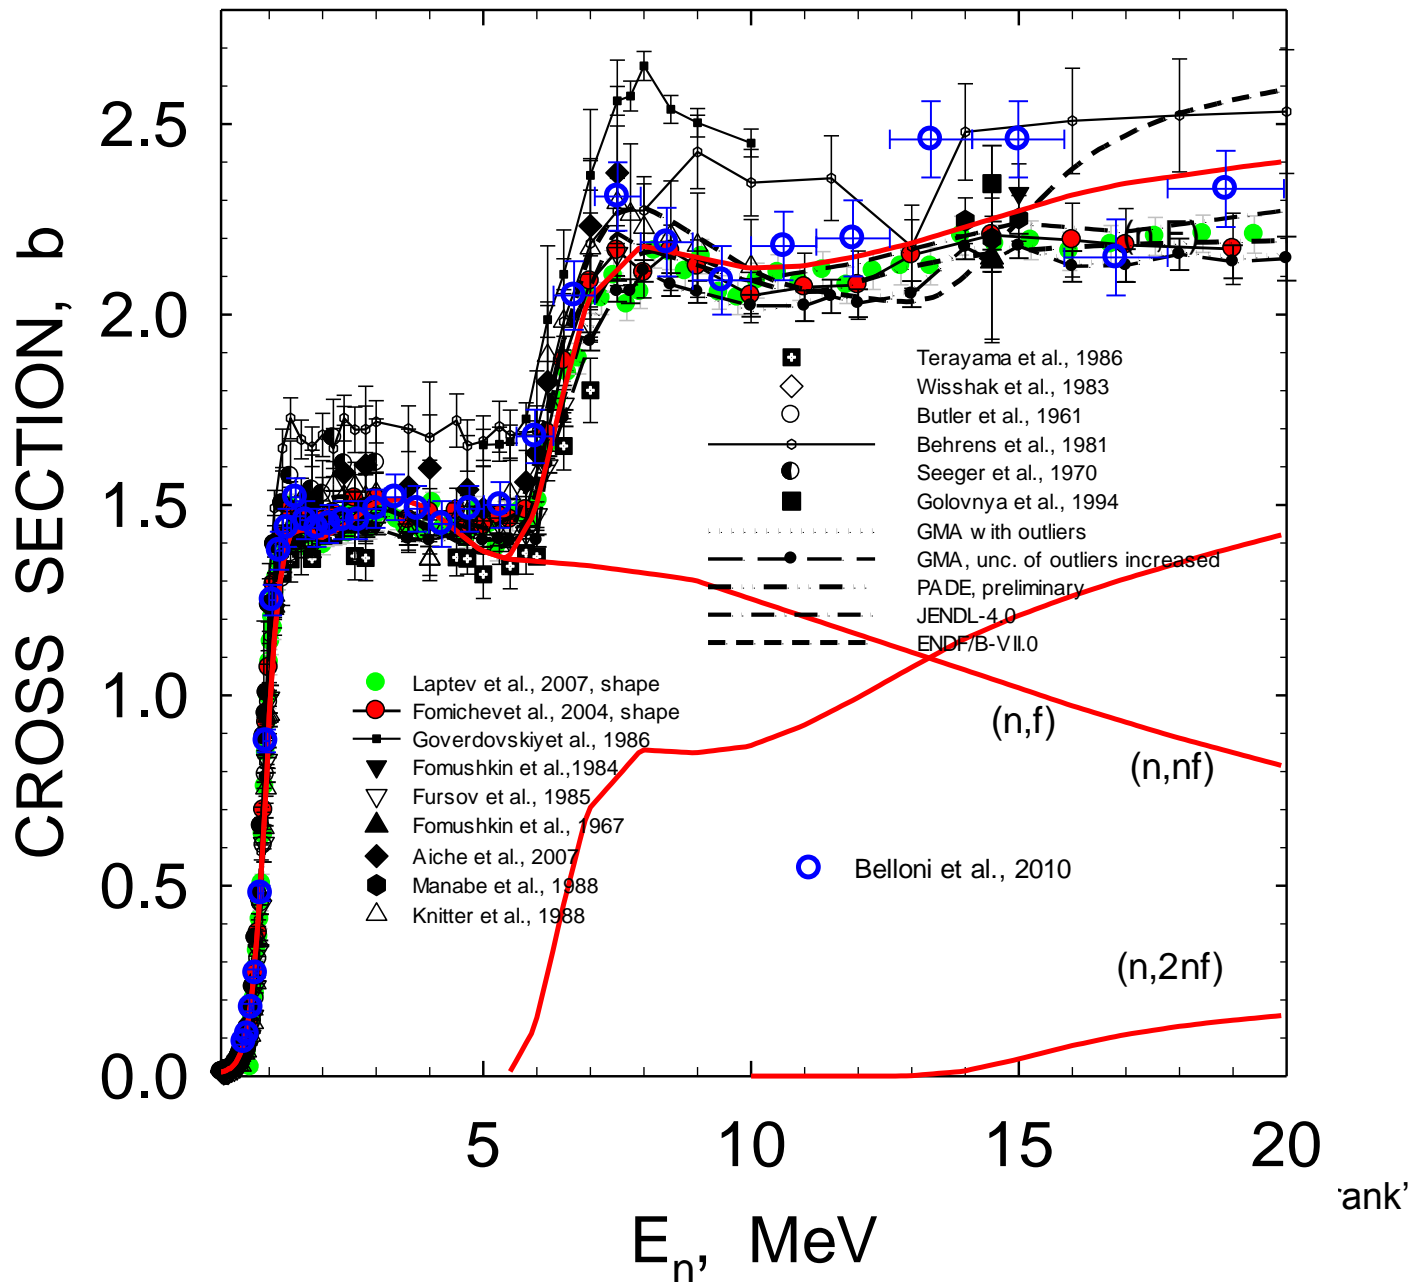 CROSS SECTION, b
2.5
2.0
1.5
1.0
0.5
0.0
Terayama et al., 1986
Wisshak et al., 1983
Butler et al., 1961
Behrens et al., 1981
Seeger et al., 1970
Golovnya et al., 1994
GMA with outliers
GMA, unc. of outliers increased
PADE, preliminary
JENDL-4.0
ENDF/B-VII.0
Laptev et al., 2007, shape
Fomichevet al., 2004, shape
Goverdovskiyet al., 1986
Fomushkin et al.,1984
Fursov et al., 1985
Fomushkin et al., 1967
Aiche et al., 2007
Manabe et al., 1988
Knitter et al., 1988
(n,f)
(n,nf)
Belloni et al., 2010
(n,2nf)
5 10 15 20
En, MeV